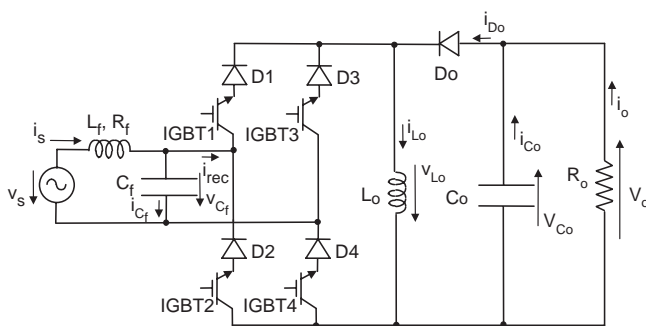 i_Do
D1
D3
Do
i_o
L_f, R_f
IGBT1
IGBT3
i_s
i_Lo
i_Co
i_rec
v_Lo
C_f
R_o
v_s
v_Cf
L_o
Co
V_o
i_Cf
V_Co
D2
D4
IGBT2
IGBT4